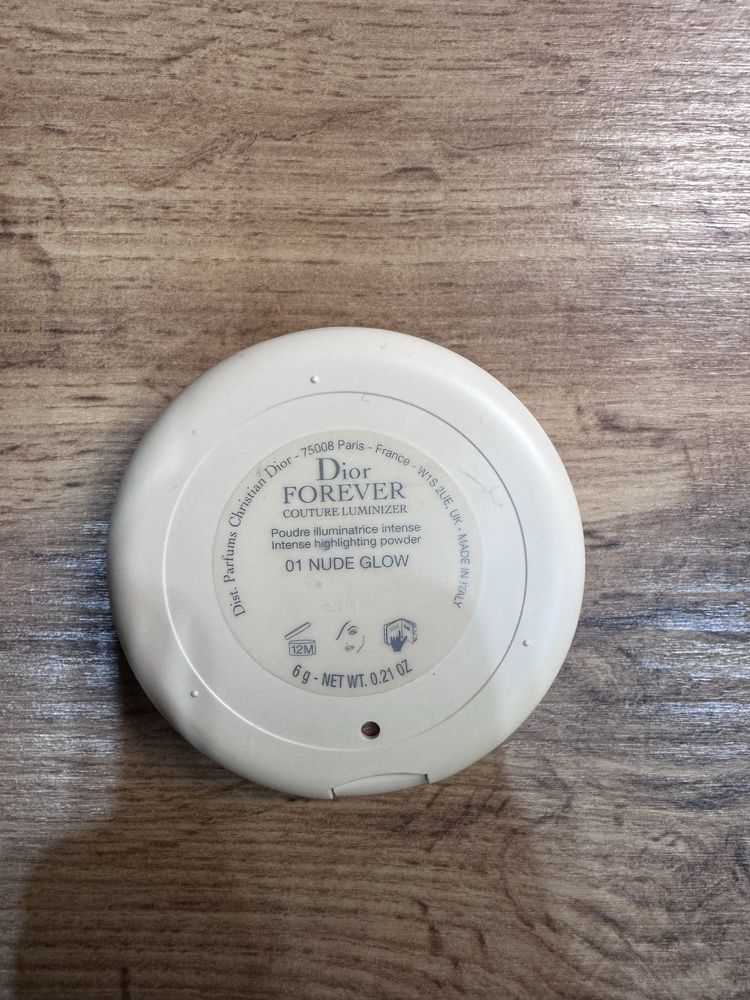 Dist. Parfums Christian Dior - 75008 Paris - France - W1S 2UE, UK - MADE IN ITALY
Dior
FOREVER
COUTURE LUMINIZER
Poudre illuminatrice intense
Intense highlighting powder
01 NUDE GLOW
12M
6 g - NET WT. 0.21 OZ